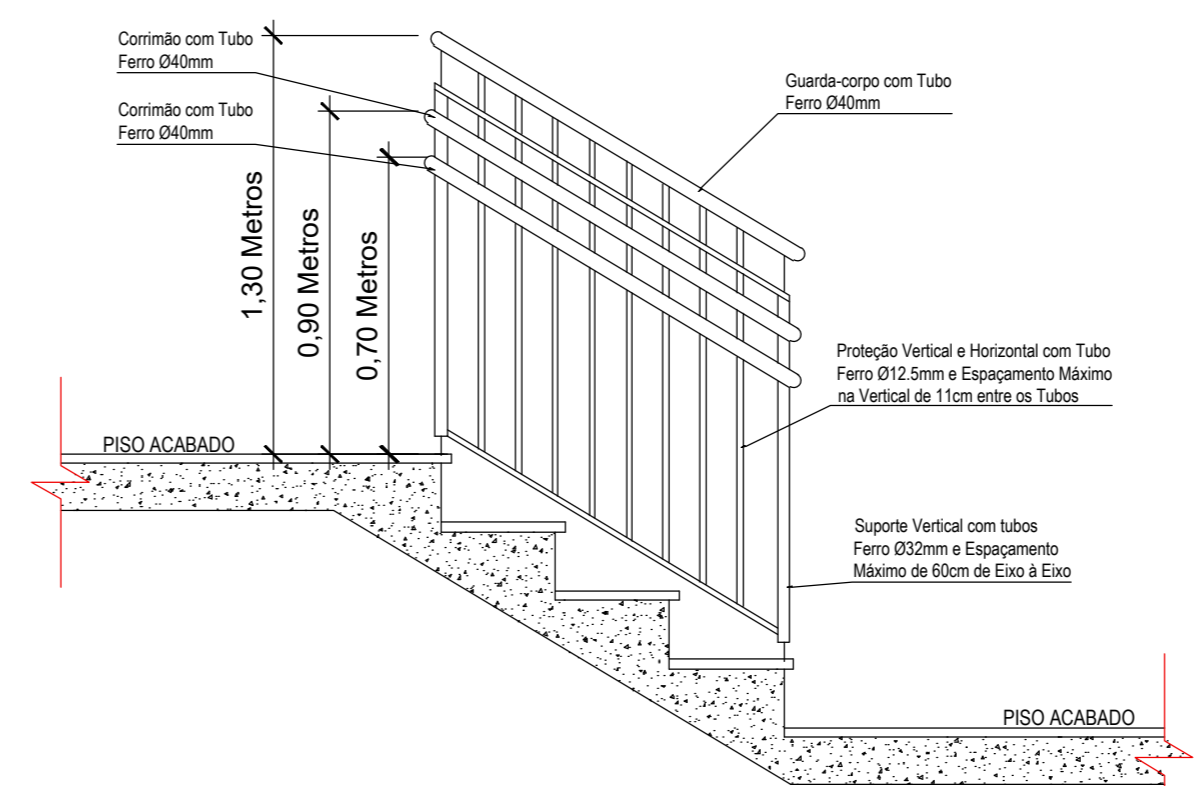 Corrimão com Tubo
Ferro Ø40mm
Corrimão com Tubo
Ferro Ø40mm
Guarda-corpo com Tubo
Ferro Ø40mm
1,30 Metros
0,90 Metros
0,70 Metros
Proteção Vertical e Horizontal com Tubo
Ferro Ø12.5mm e Espaçamento Máximo
na Vertical de 11cm entre os Tubos
PISO ACABADO
Suporte Vertical com tubos
Ferro Ø32mm e Espaçamento
Máximo de 60cm de Eixo à Eixo
PISO ACABADO